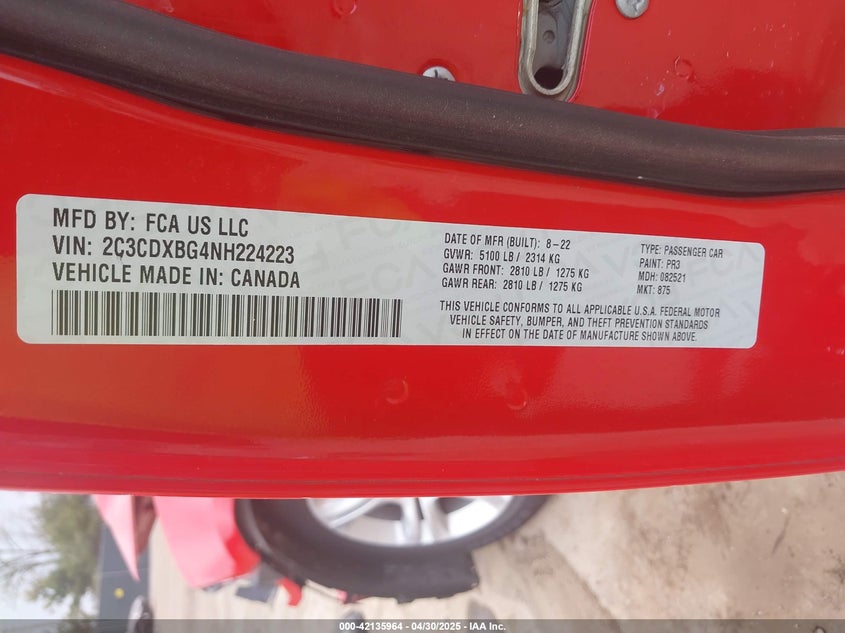 MFD BY: FCA US LLC
VIN: 2C3CDXBG4NH224223
VEHICLE MADE IN: CANADA
DATE OF MFR (BUILT): 8-22
GVWR: 5100 LB / 2314 KG
GAWR FRONT: 2810 LB / 1275 KG
GAWR REAR: 2810 LB / 1275 KG
TYPE: PASSENGER CAR
PAINT: PR3
MDH: 082521
MKT: 875
THIS VEHICLE CONFORMS TO ALL APPLICABLE U.S.A. FEDERAL MOTOR
VEHICLE SAFETY, BUMPER, AND THEFT PREVENTION STANDARDS
IN EFFECT ON THE DATE OF MANUFACTURE SHOWN ABOVE.
000-42135964 - 04/30/2025 - IAA Inc.